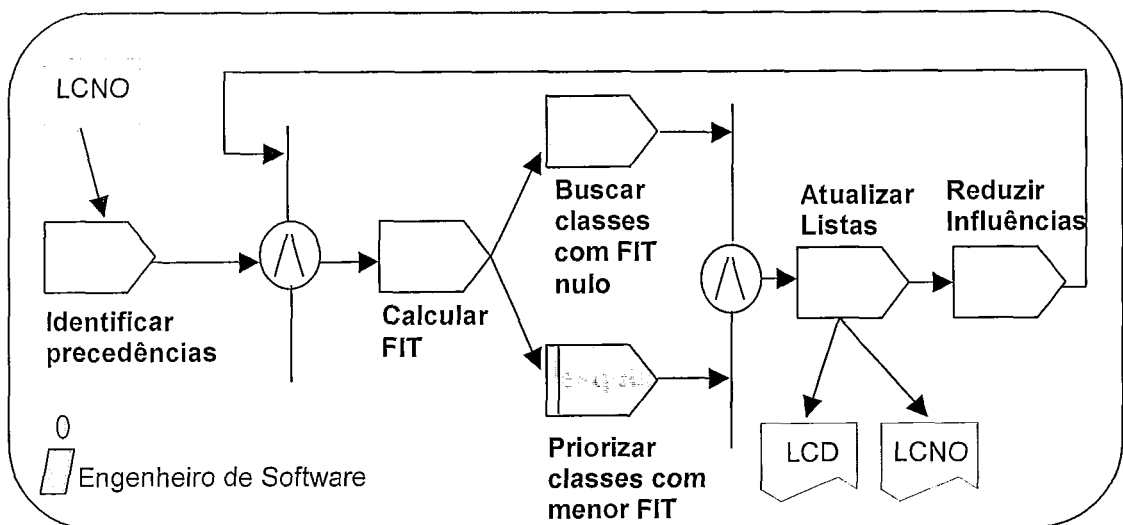 LCNO
Identificar
precedências
Calcular
FIT
Buscar
classes
com FIT
nulo
Priorizar
classes com
menor FIT
Atualizar
Listas
Reduzir
Influências
LCD
LCNO
Engenheiro de Software